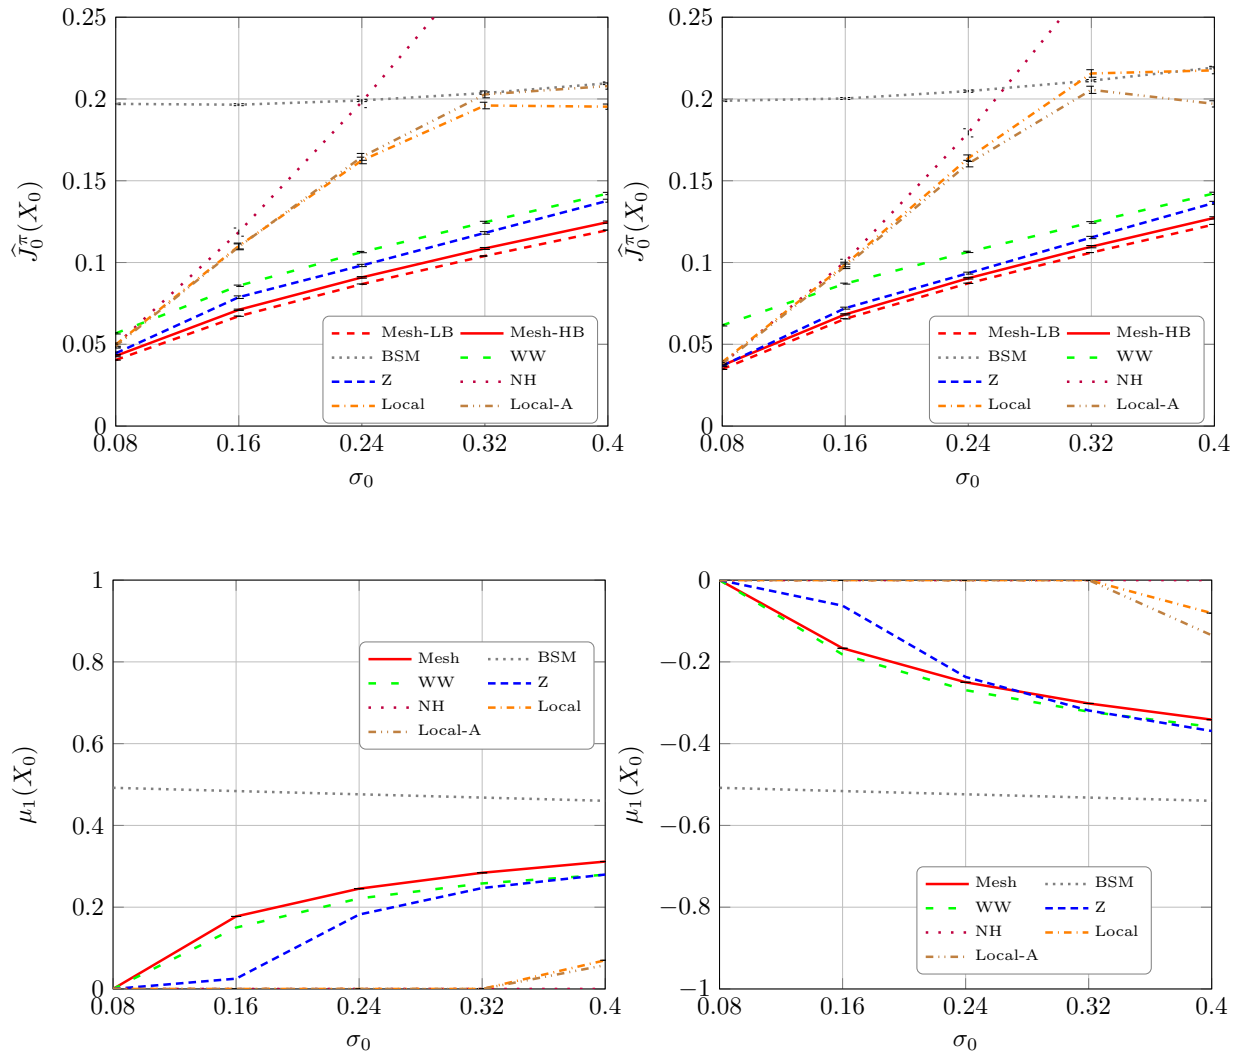 0.25
0.2
0.15
0.1
0.05
0
0.08 0.16 0.24 0.32 0.4
σ₀
Ĵ₀^π(X₀)
Mesh-LB Mesh-HB
BSM WW
Z NH
Local Local-A
0.25
0.2
0.15
0.1
0.05
0
0.08 0.16 0.24 0.32 0.4
σ₀
Ĵ₀^π(X₀)
Mesh-LB Mesh-HB
BSM WW
Z NH
Local Local-A
1
0.8
0.6
0.4
0.2
0
0.08 0.16 0.24 0.32 0.4
σ₀
μ₁(X₀)
Mesh BSM
WW Z
NH Local
Local-A
0
−0.2
−0.4
−0.6
−0.8
−1
0.08 0.16 0.24 0.32 0.4
σ₀
μ₁(X₀)
Mesh BSM
WW Z
NH Local
Local-A